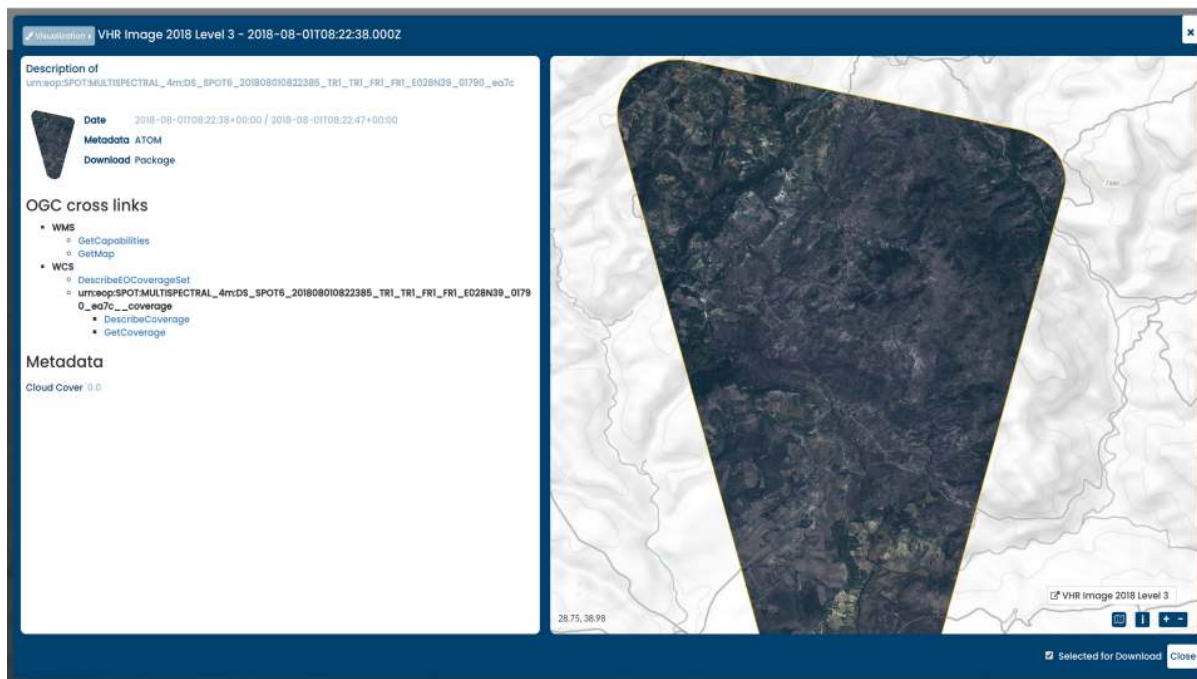 Visualization VHR Image 2018 Level 3 - 2018-08-01T08:22:38.000Z
Description of
urn:eop:SPOT:MULTISPECTRAL_4m:DS_SPOT6_201808010822385_TR1_TR1_FR1_FR1_E028N39_01790_ea7c
Date 2018-08-01T08:22:38+00:00 / 2018-08-01T08:22:47+00:00
Metadata ATOM
Download Package
OGC cross links
WMS
GetCapabilities
GetMap
WCS
DescribeEOCoverageSet
urn:eop:SPOT:MULTISPECTRAL_4m:DS_SPOT6_201808010822385_TR1_TR1_FR1_FR1_E028N39_0179
0_ea7c__coverage
DescribeCoverage
GetCoverage
Metadata
Cloud Cover 0.0
VHR Image 2018 Level 3
28.75, 38.98
Selected for Download Close